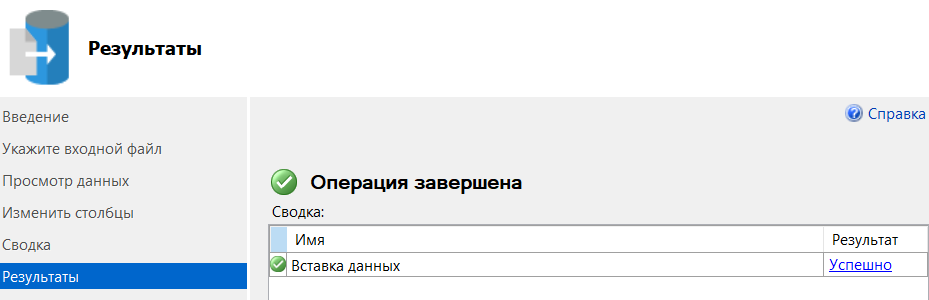 Результаты
Введение
Укажите входной файл
Просмотр данных
Изменить столбцы
Сводка
Результаты
? Справка
Операция завершена
Сводка:
Имя Результат
Вставка данных Успешно